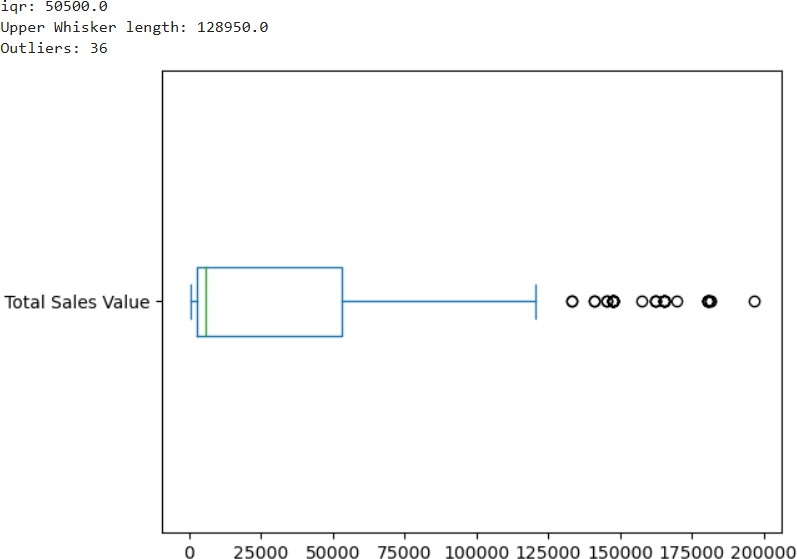 iqr: 50500.0
Upper Whisker length: 128950.0
Outliers: 36
Total Sales Value
0 25000 50000 75000 100000 125000 150000 175000 200000